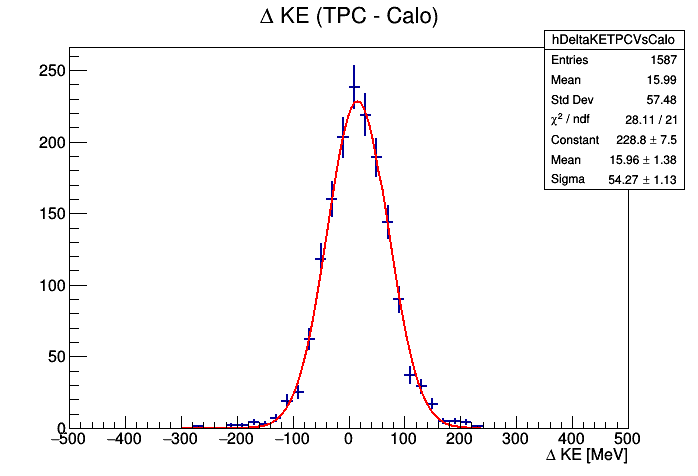 Δ KE (TPC - Calo)
hDeltaKETPCVsCalo
Entries 1587
Mean 15.99
Std Dev 57.48
χ² / ndf 28.11 / 21
Constant 228.8 ± 7.5
Mean 15.96 ± 1.38
Sigma 54.27 ± 1.13
250
200
150
100
50
0
−500 −400 −300 −200 −100 0 100 200 300 400 500
Δ KE [MeV]